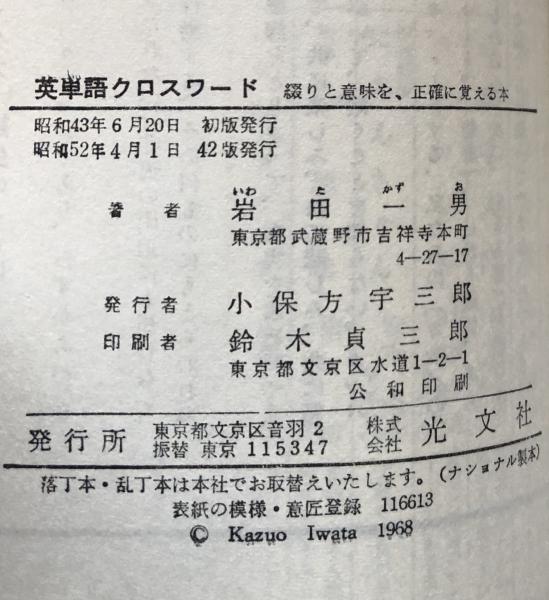 英単語クロスワード 綴りと意味を、正確に覚える本
昭和43年6月20日 初版発行
昭和52年4月1日 42版発行
いわ た かず お
著者 岩田一男
東京都武蔵野市吉祥寺本町
4-27-17
発行者 小保方宇三郎
印刷者 鈴木貞三郎
東京都文京区水道1-2-1
公和印刷
発行所 東京都文京区音羽2 振替 東京 115347 株式会社 光文社
落丁本・乱丁本は本社でお取替えいたします。(ナショナル製本)
表紙の模様・意匠登録 116613
© Kazuo Iwata 1968